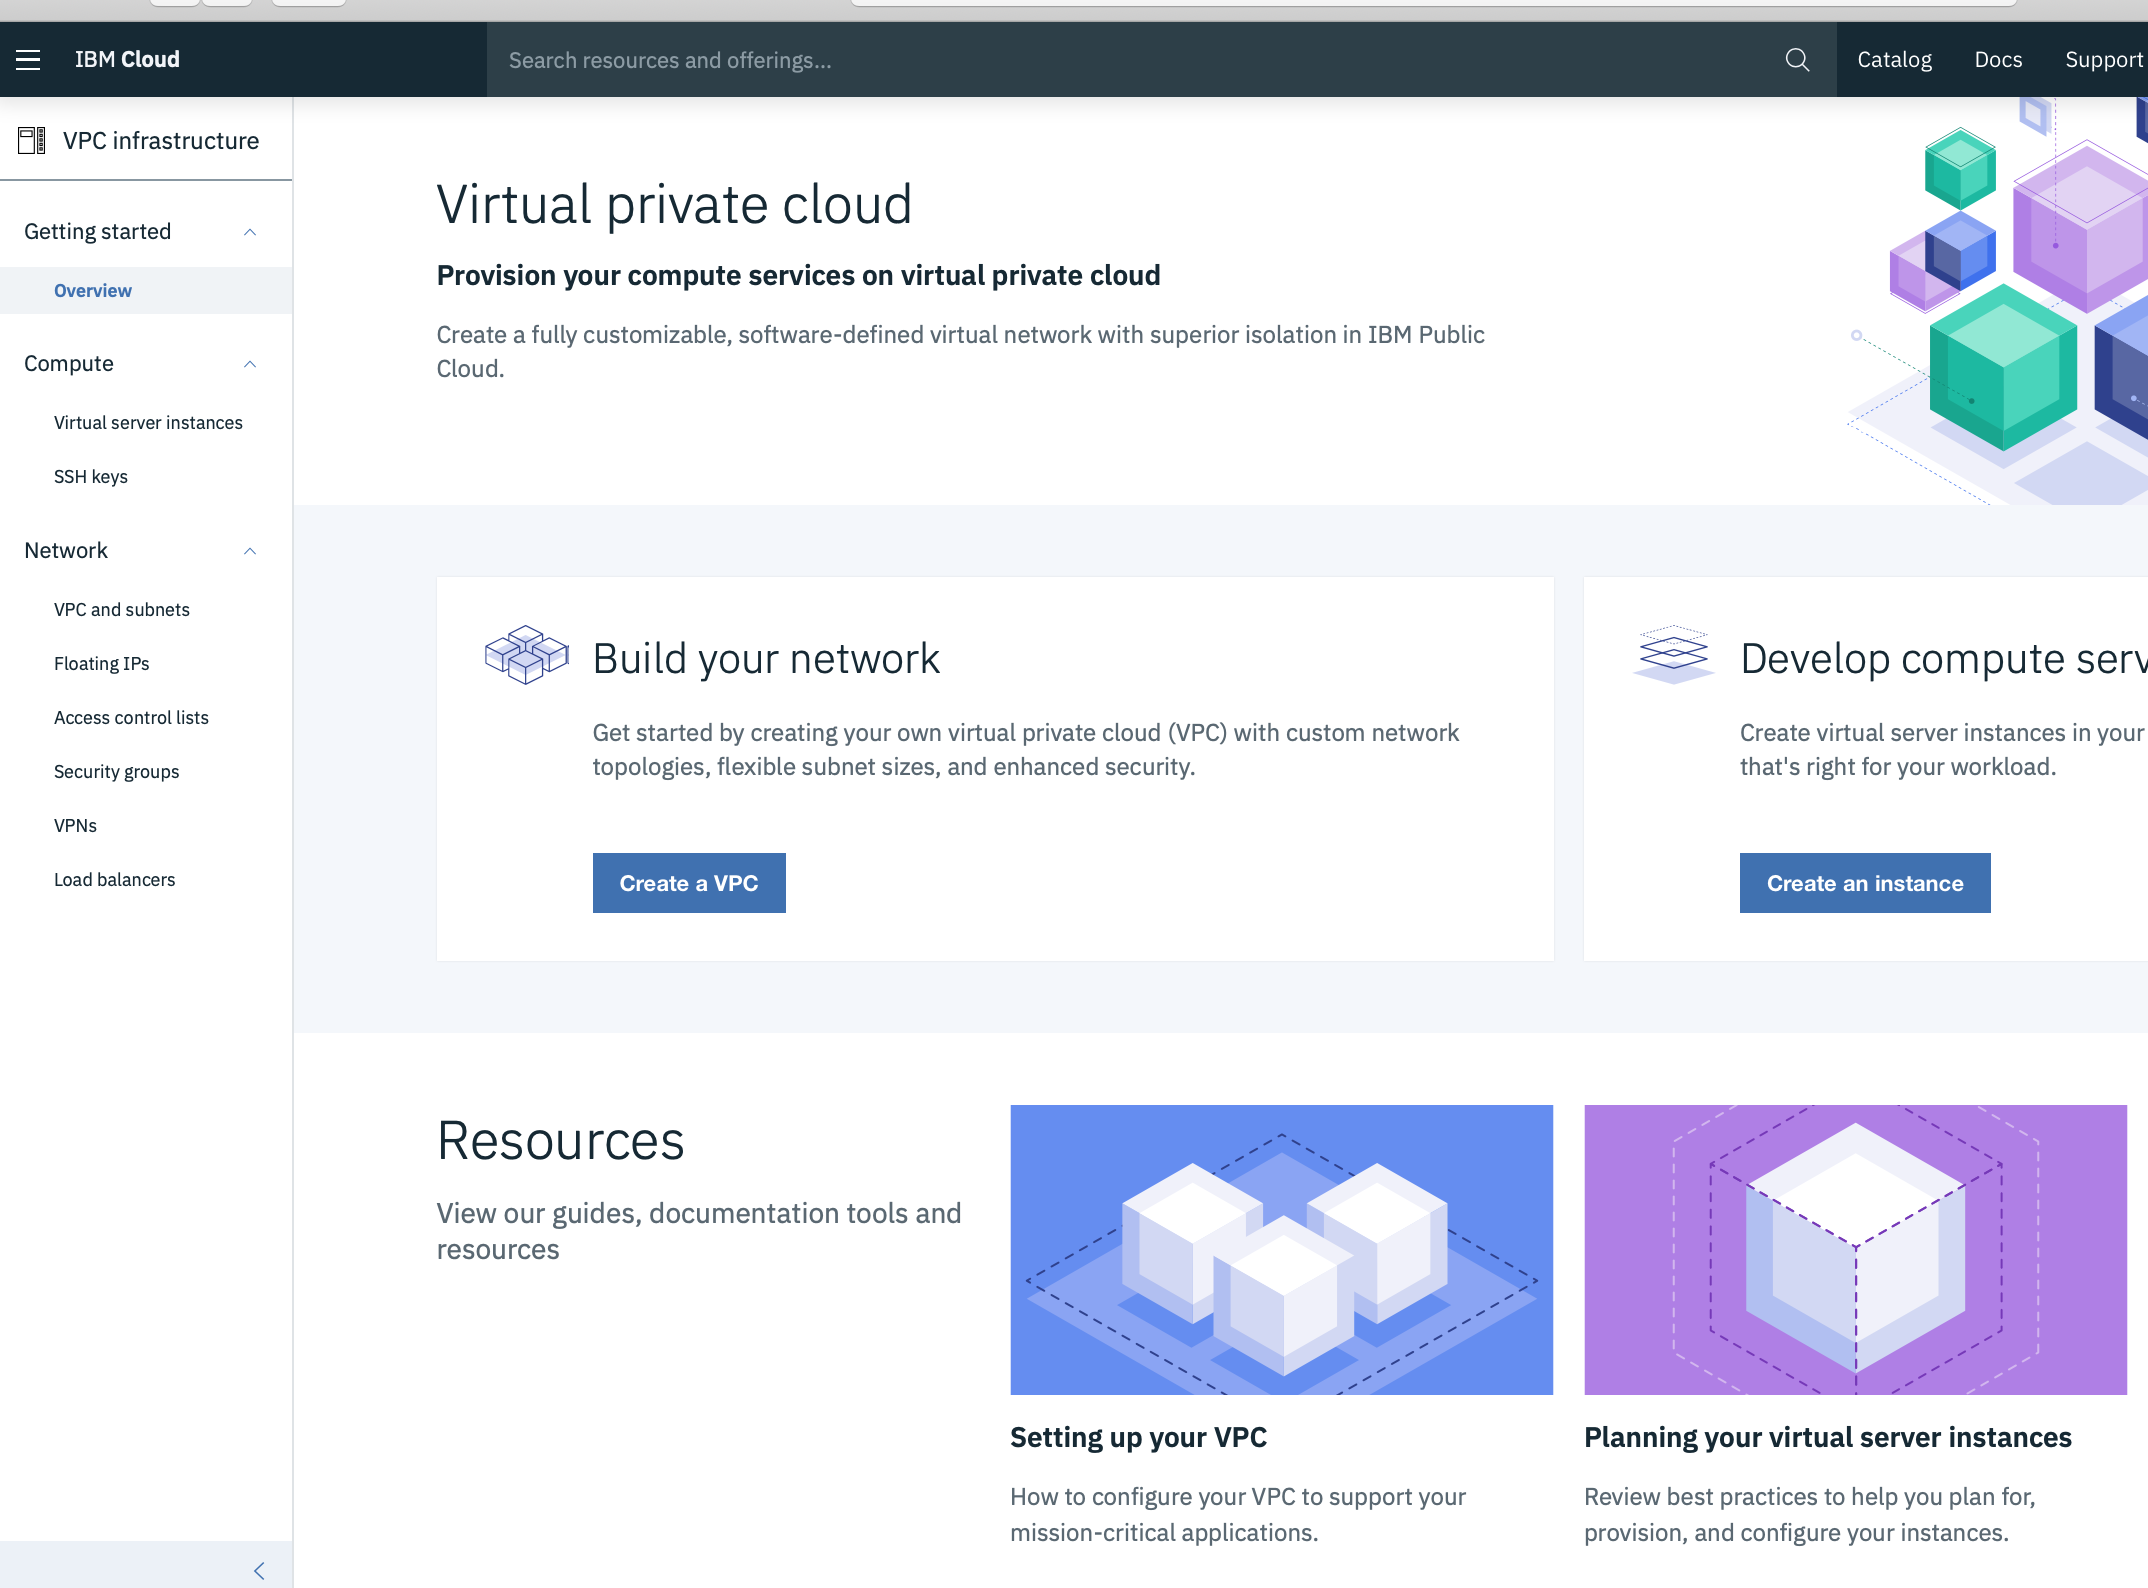 IBM Cloud
Search resources and offerings...
Catalog
Docs
Support
VPC infrastructure
Getting started
Overview
Compute
Virtual server instances
SSH keys
Network
VPC and subnets
Floating IPs
Access control lists
Security groups
VPNs
Load balancers
Virtual private cloud
Provision your compute services on virtual private cloud
Create a fully customizable, software-defined virtual network with superior isolation in IBM Public
Cloud.
Build your network
Get started by creating your own virtual private cloud (VPC) with custom network
topologies, flexible subnet sizes, and enhanced security.
Create a VPC
Develop compute serv
Create virtual server instances in your
that's right for your workload.
Create an instance
Resources
View our guides, documentation tools and
resources
Setting up your VPC
How to configure your VPC to support your
mission-critical applications.
Planning your virtual server instances
Review best practices to help you plan for,
provision, and configure your instances.